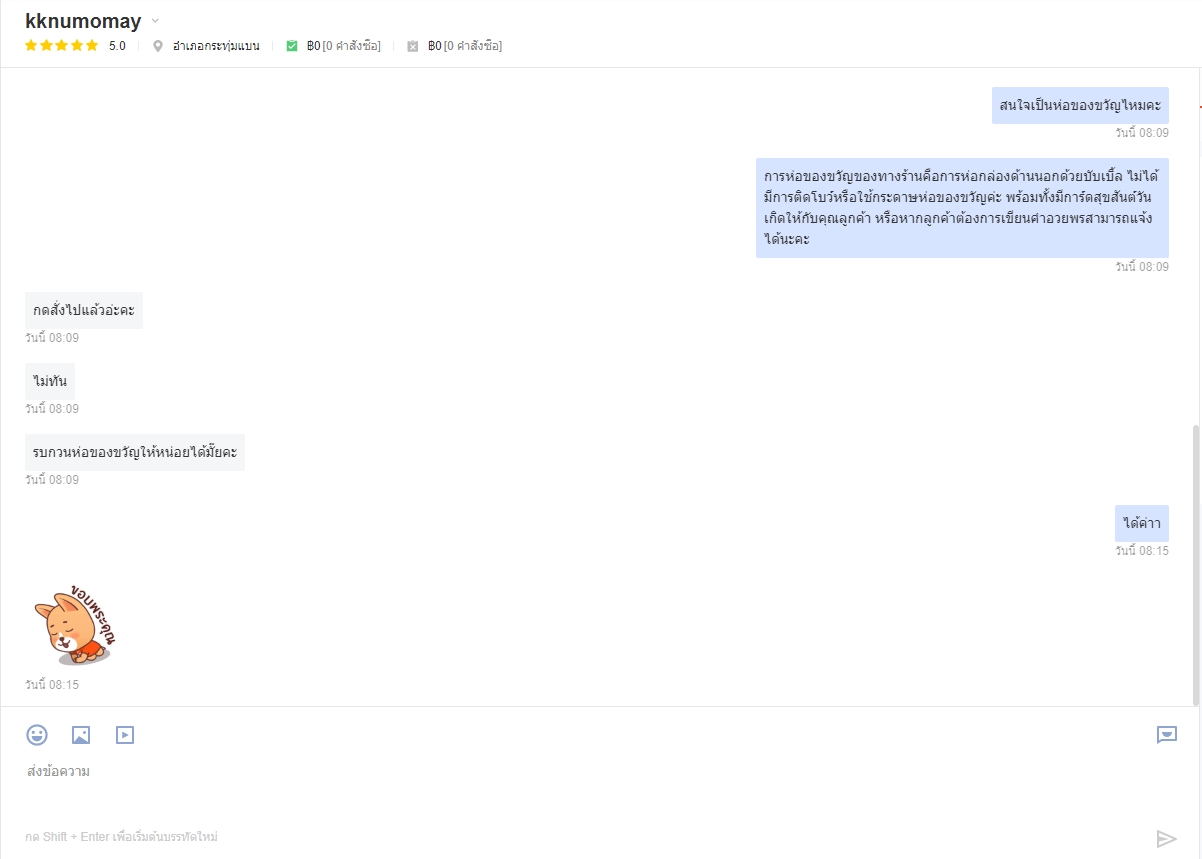 kknumomay
5.0 อำเภอกระทุ่มแบน ฿0 [0 คำสั่งซื้อ] ฿0 [0 คำสั่งซื้อ]
สนใจเป็นห่อของขวัญไหมคะ
วันนี้ 08:09
การห่อของขวัญของทางร้านคือการห่อกล่องด้านนอกด้วยบับเบิ้ล ไม่ได้
มีการติดโบว์หรือใช้กระดาษห่อของขวัญค่ะ พร้อมทั้งมีการ์ดสุขสันต์วัน
เกิดให้กับคุณลูกค้า หรือหากลูกค้าต้องการเขียนคำอวยพรสามารถแจ้ง
ได้นะคะ
วันนี้ 08:09
กดสั่งไปแล้วอ่ะคะ
วันนี้ 08:09
ไม่ทัน
วันนี้ 08:09
รบกวนห่อของขวัญให้หน่อยได้มั๊ยคะ
วันนี้ 08:09
ได้ค่าา
วันนี้ 08:15
ขอบพระคุณ
วันนี้ 08:15
ส่งข้อความ
กด Shift + Enter เพื่อเริ่มต้นบรรทัดใหม่